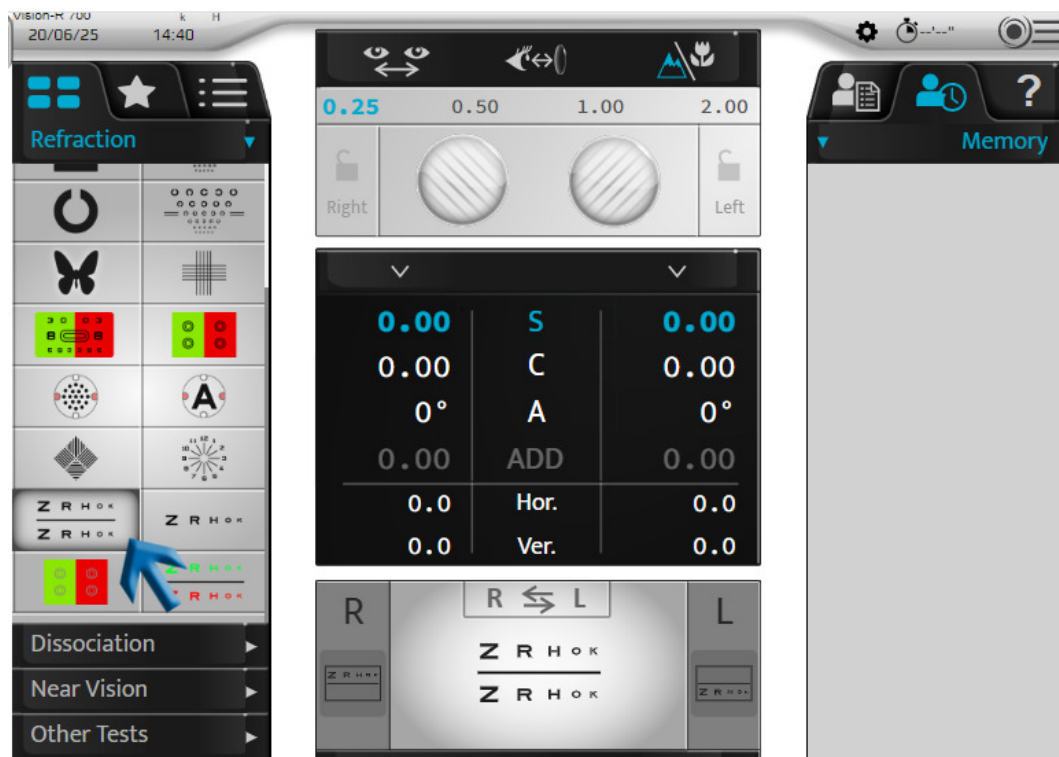 Vision-R 700 k H
20/06/25 14:40
--'--"
0.25 0.50 1.00 2.00
Right Left
Refraction
Memory
?
0.00 S 0.00
0.00 C 0.00
0° A 0°
0.00 ADD 0.00
0.0 Hor. 0.0
0.0 Ver. 0.0
A
Z R H O K
Z R H O K
Z R H O K
Z R H O K
Z R H O K
Dissociation
Near Vision
Other Tests
R R L L
Z R H O K
Z R H O K